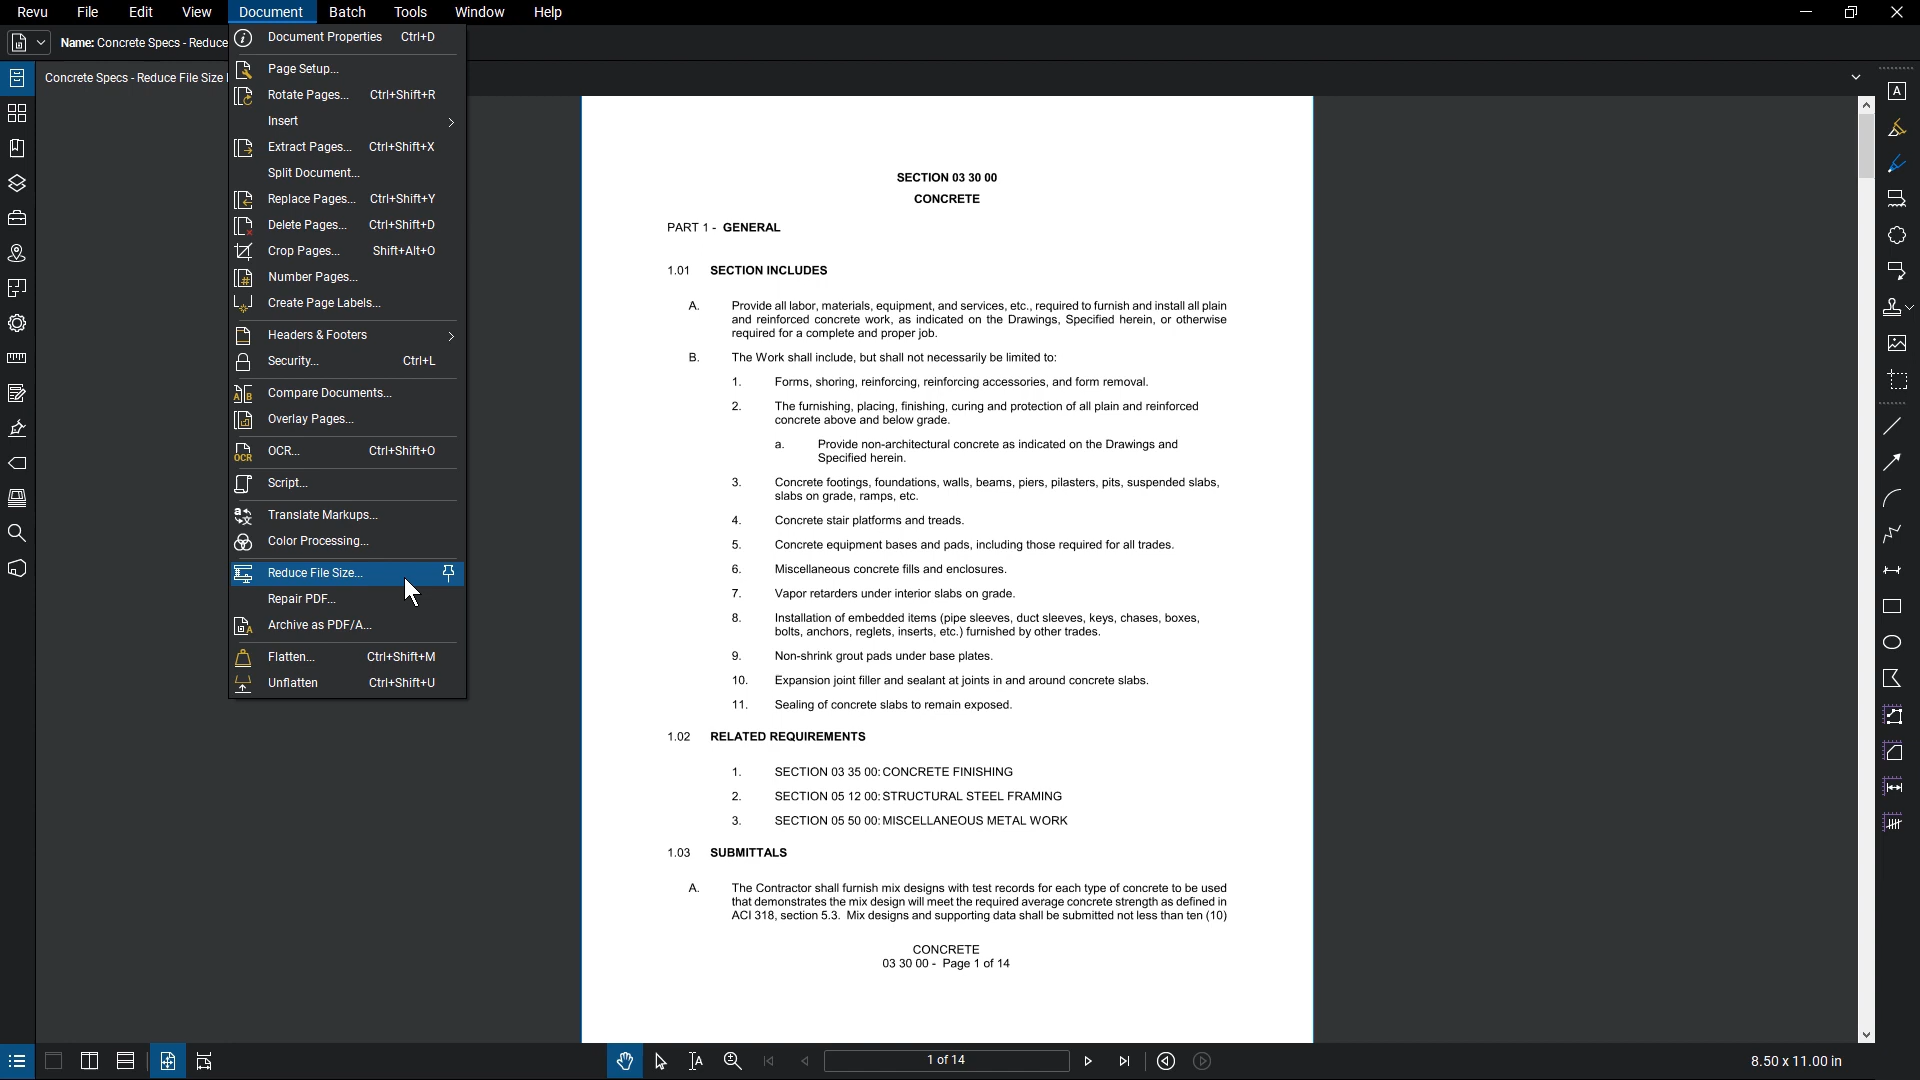 Revu File Edit View Document Batch Tools Window Help
Name: Concrete Specs - Reduce
Concrete Specs - Reduce File Size
Document Properties Ctrl+D
Page Setup...
Rotate Pages... Ctrl+Shift+R
Insert
Extract Pages... Ctrl+Shift+X
Split Document...
Replace Pages... Ctrl+Shift+Y
Delete Pages... Ctrl+Shift+D
Crop Pages... Shift+Alt+O
Number Pages...
Create Page Labels...
Headers & Footers
Security... Ctrl+L
Compare Documents...
Overlay Pages...
OCR... Ctrl+Shift+O
Script...
Translate Markups...
Color Processing...
Reduce File Size...
Repair PDF...
Archive as PDF/A...
Flatten... Ctrl+Shift+M
Unflatten Ctrl+Shift+U
SECTION 03 30 00
CONCRETE
PART 1 - GENERAL
1.01 SECTION INCLUDES
A. Provide all labor, materials, equipment, and services, etc., required to furnish and install all plain
and reinforced concrete work, as indicated on the Drawings, Specified herein, or otherwise
required for a complete and proper job.
B. The Work shall include, but shall not necessarily be limited to:
1. Forms, shoring, reinforcing, reinforcing accessories, and form removal.
2. The furnishing, placing, finishing, curing and protection of all plain and reinforced
concrete above and below grade.
a. Provide non-architectural concrete as indicated on the Drawings and
Specified herein.
3. Concrete footings, foundations, walls, beams, piers, pilasters, pits, suspended slabs,
slabs on grade, ramps, etc.
4. Concrete stair platforms and treads.
5. Concrete equipment bases and pads, including those required for all trades.
6. Miscellaneous concrete fills and enclosures.
7. Vapor retarders under interior slabs on grade.
8. Installation of embedded items (pipe sleeves, duct sleeves, keys, chases, boxes,
bolts, anchors, reglets, inserts, etc.) furnished by other trades.
9. Non-shrink grout pads under base plates.
10. Expansion joint filler and sealant at joints in and around concrete slabs.
11. Sealing of concrete slabs to remain exposed.
1.02 RELATED REQUIREMENTS
1. SECTION 03 35 00: CONCRETE FINISHING
2. SECTION 05 12 00: STRUCTURAL STEEL FRAMING
3. SECTION 05 50 00: MISCELLANEOUS METAL WORK
1.03 SUBMITTALS
A. The Contractor shall furnish mix designs with test records for each type of concrete to be used
that demonstrates the mix design will meet the required average concrete strength as defined in
ACI 318, section 5.3. Mix designs and supporting data shall be submitted not less than ten (10)
CONCRETE
03 30 00 - Page 1 of 14
1 of 14
8.50 x 11.00 in